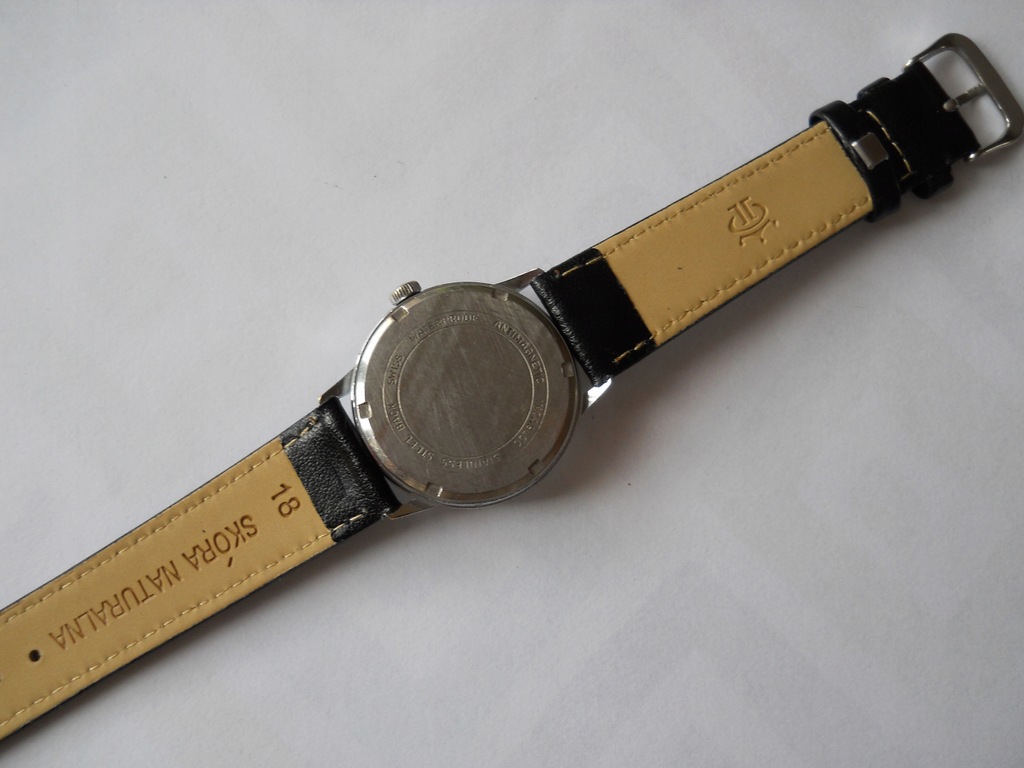 18
SKÓRA NATURALNA
SWISS WATERPROOF ANTIMAGNETIC
STAINLESS STEEL BACK